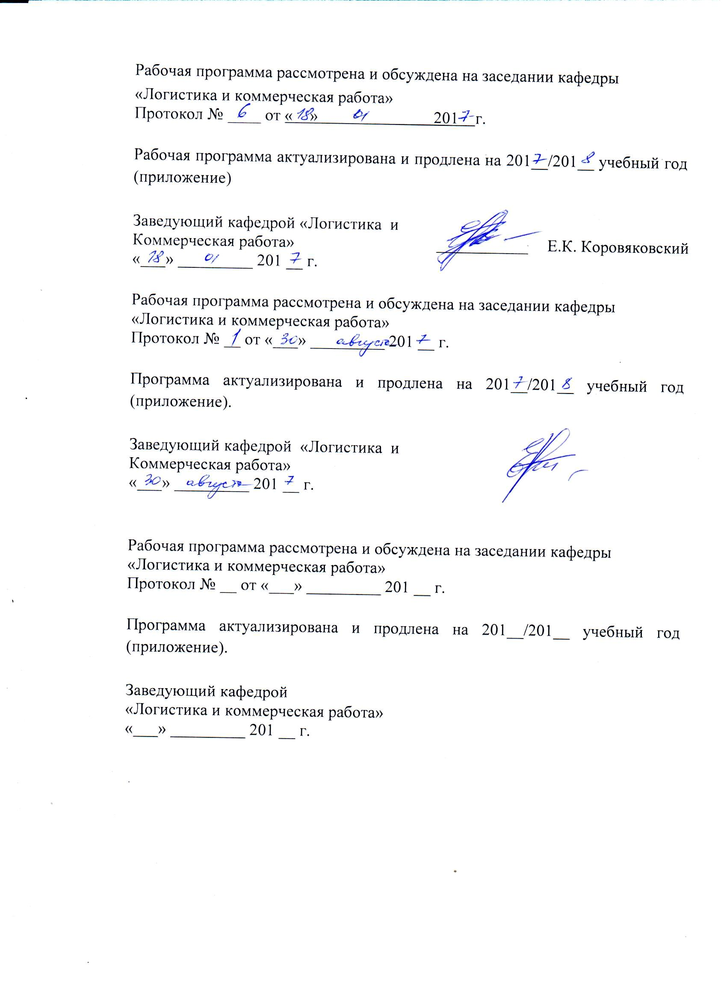 Рабочая программа рассмотрена и обсуждена на заседании кафедры
«Логистика и коммерческая работа»
Протокол № 6 от «18» 01 2017 г.
Рабочая программа актуализирована и продлена на 2017/2018 учебный год
(приложение)
Заведующий кафедрой «Логистика и
Коммерческая работа» Е.К. Коровяковский
«18» 01 201 7 г.
Рабочая программа рассмотрена и обсуждена на заседании кафедры
«Логистика и коммерческая работа»
Протокол № 1 от «30» августа 201 7 г.
Программа актуализирована и продлена на 2017/2018 учебный год
(приложение).
Заведующий кафедрой «Логистика и
Коммерческая работа»
«30» августа 201 7 г.
Рабочая программа рассмотрена и обсуждена на заседании кафедры
«Логистика и коммерческая работа»
Протокол № __ от «___» _________ 201 __ г.
Программа актуализирована и продлена на 201__/201__ учебный год
(приложение).
Заведующий кафедрой
«Логистика и коммерческая работа»
«___» _________ 201 __ г.